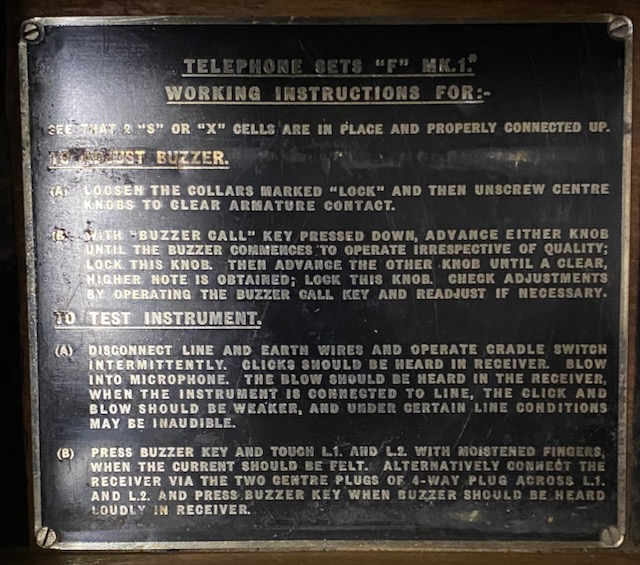 TELEPHONE SETS "F" MK.1.*
WORKING INSTRUCTIONS FOR:-
SEE THAT 2 "S" OR "X" CELLS ARE IN PLACE AND PROPERLY CONNECTED UP.
TO ADJUST BUZZER.
(A) LOOSEN THE COLLARS MARKED "LOCK" AND THEN UNSCREW CENTRE
KNOBS TO CLEAR ARMATURE CONTACT.
(B) WITH "BUZZER CALL" KEY PRESSED DOWN, ADVANCE EITHER KNOB
UNTIL THE BUZZER COMMENCES TO OPERATE IRRESPECTIVE OF QUALITY;
LOCK THIS KNOB. THEN ADVANCE THE OTHER KNOB UNTIL A CLEAR,
HIGHER NOTE IS OBTAINED; LOCK THIS KNOB. CHECK ADJUSTMENTS
BY OPERATING THE BUZZER CALL KEY AND READJUST IF NECESSARY.
TO TEST INSTRUMENT.
(A) DISCONNECT LINE AND EARTH WIRES AND OPERATE CRADLE SWITCH
INTERMITTENTLY. CLICKS SHOULD BE HEARD IN RECEIVER. BLOW
INTO MICROPHONE. THE BLOW SHOULD BE HEARD IN THE RECEIVER,
WHEN THE INSTRUMENT IS CONNECTED TO LINE, THE CLICK AND
BLOW SHOULD BE WEAKER, AND UNDER CERTAIN LINE CONDITIONS
MAY BE INAUDIBLE.
(B) PRESS BUZZER KEY AND TOUCH L.1. AND L.2. WITH MOISTENED FINGERS,
WHEN THE CURRENT SHOULD BE FELT. ALTERNATIVELY CONNECT THE
RECEIVER VIA THE TWO CENTRE PLUGS OF 4-WAY PLUG ACROSS L.1.
AND L.2. AND PRESS BUZZER KEY WHEN BUZZER SHOULD BE HEARD
LOUDLY IN RECEIVER.